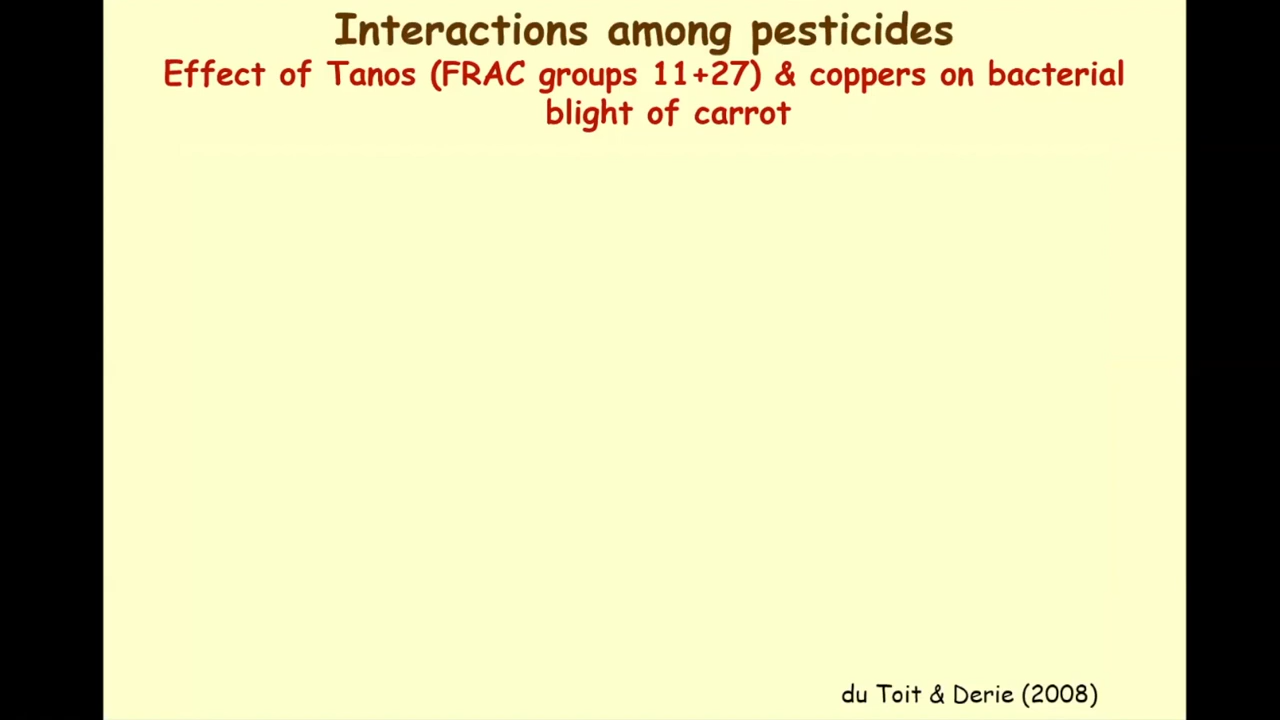 Interactions among pesticides
Effect of Tanos (FRAC groups 11+27) & coppers on bacterial
blight of carrot
du Toit & Derie (2008)